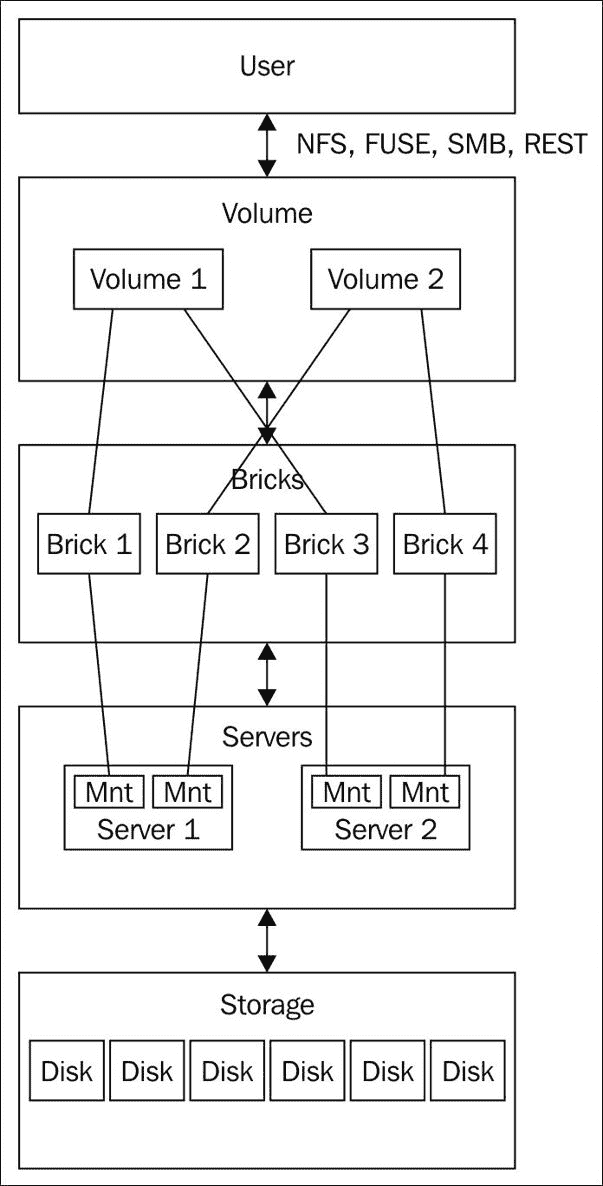 User
NFS, FUSE, SMB, REST
Volume
Volume 1 Volume 2
Bricks
Brick 1 Brick 2 Brick 3 Brick 4
Servers
Mnt Mnt Mnt Mnt
Server 1 Server 2
Storage
Disk Disk Disk Disk Disk Disk